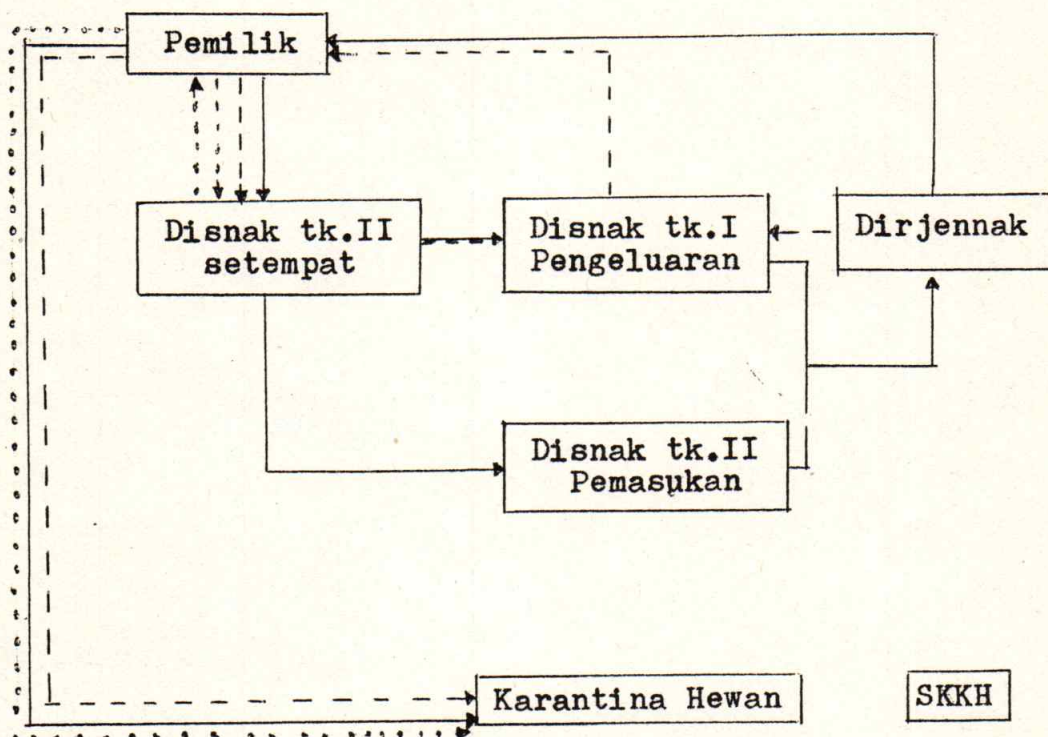 Pemilik
Disnak tk.II
setempat
Disnak tk.I
Pengeluaran
Dirjennak
Disnak tk.II
Pemasukan
Karantina Hewan
SKKH